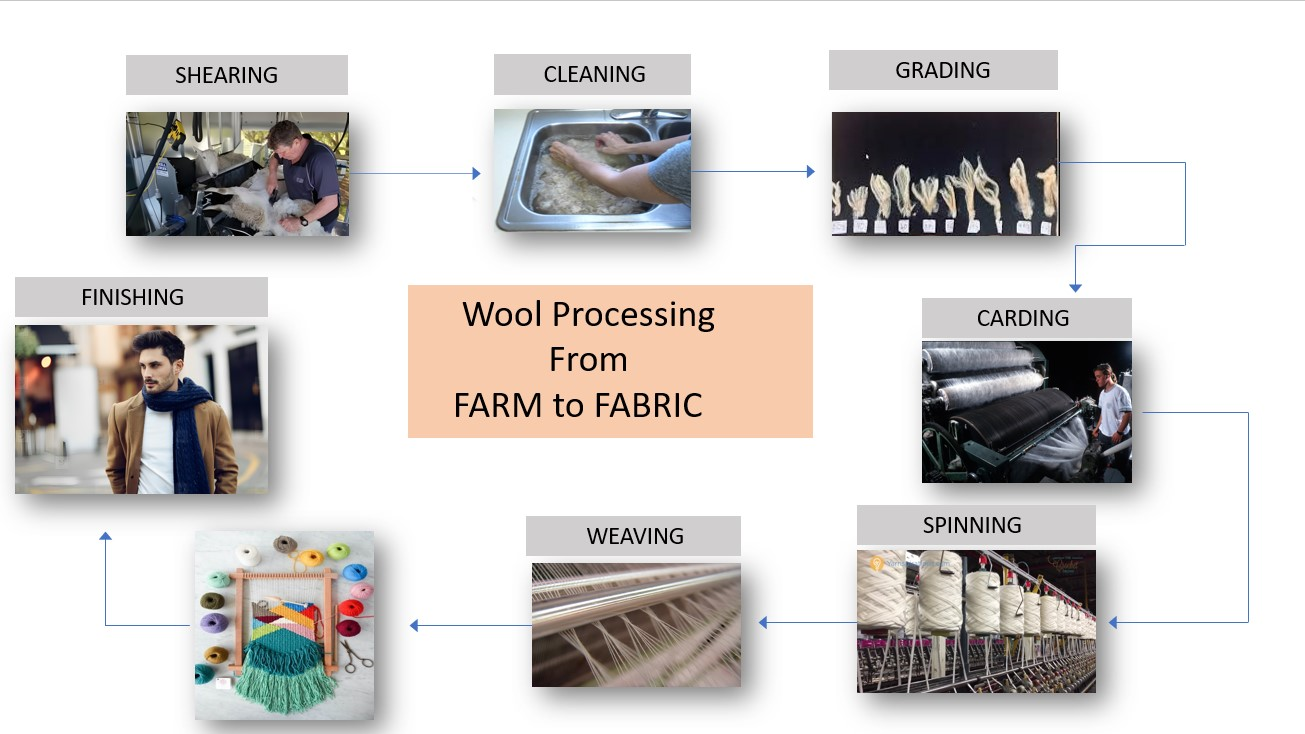 SHEARING
CLEANING
GRADING
FINISHING
Wool Processing
From
FARM to FABRIC
CARDING
WEAVING
SPINNING